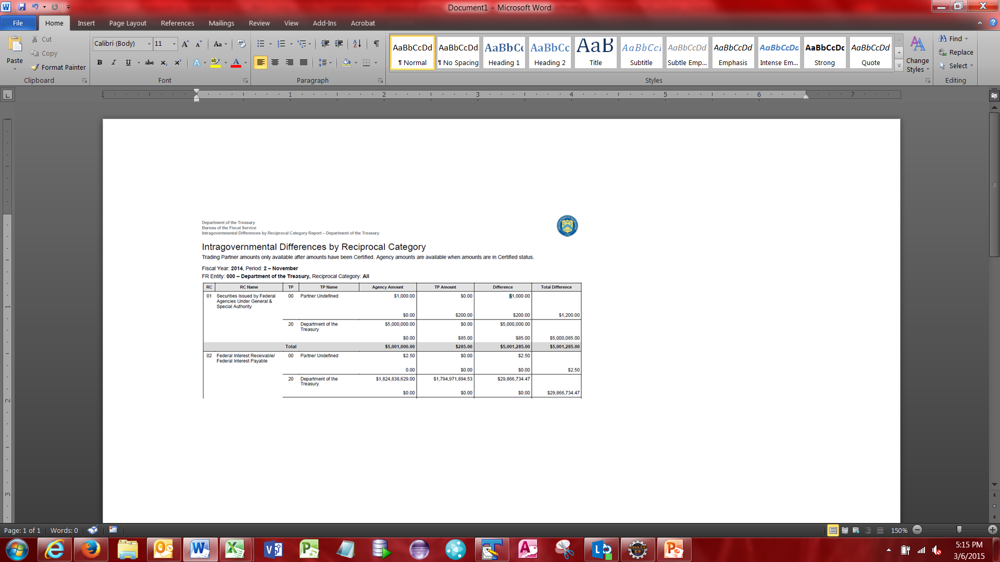 Document1 - Microsoft Word
File Home Insert Page Layout References Mailings Review View Add-Ins Acrobat
Paste
Cut
Copy
Format Painter
Clipboard
Calibri (Body) 11
Font
Paragraph
AaBbCcDd AaBbCcDd AaBbCc AaBbCc AaB AaBbCcI AaBbCcDd AaBbCcDd AaBbCcDd AaBbCcDc AaBbCcDd
¶ Normal ¶ No Spacing Heading 1 Heading 2 Title Subtitle Subtle Emp... Emphasis Intense Em... Strong Quote
Styles
Change Styles
Find
Replace
Select
Editing
1 1 2 3 4 5 6 7
Department of the Treasury
Bureau of the Fiscal Service
Intragovernmental Differences by Reciprocal Category Report – Department of the Treasury
Intragovernmental Differences by Reciprocal Category
Trading Partner amounts only available after amounts have been Certified. Agency amounts are available when amounts are in Certified status.
Fiscal Year: 2014, Period: 2 – November
FR Entity: 000 – Department of the Treasury, Reciprocal Category: All
RC RC Name TP TP Name Agency Amount TP Amount Difference Total Difference
01 Securities Issued by Federal 00 Partner Undefined $1,000.00 $0.00 $1,000.00
Agencies Under General &
Special Authority
$0.00 $200.00 $200.00 $1,200.00
20 Department of the $5,000,000.00 $0.00 $5,000,000.00
Treasury
$0.00 $85.00 $85.00 $5,000,085.00
Total $5,001,000.00 $285.00 $5,001,285.00 $5,001,285.00
02 Federal Interest Receivable/ 00 Partner Undefined $2.50 $0.00 $2.50
Federal Interest Payable
0.00 $0.00 $0.00 $2.50
20 Department of the $1,824,838,629.00 $1,794,971,894.53 $29,866,734.47
Treasury
$0.00 $0.00 $0.00 $29,866,734.47
Page: 1 of 1 Words: 0
150%
5:15 PM
3/6/2015